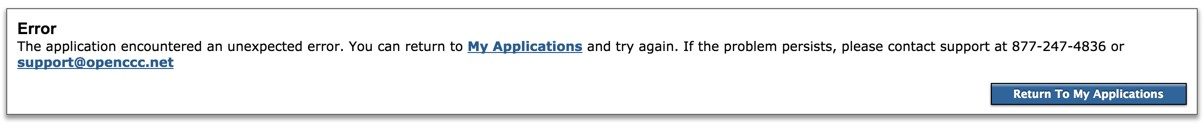 Error
The application encountered an unexpected error. You can return to My Applications and try again. If the problem persists, please contact support at 877-247-4836 or
support@openccc.net
Return To My Applications